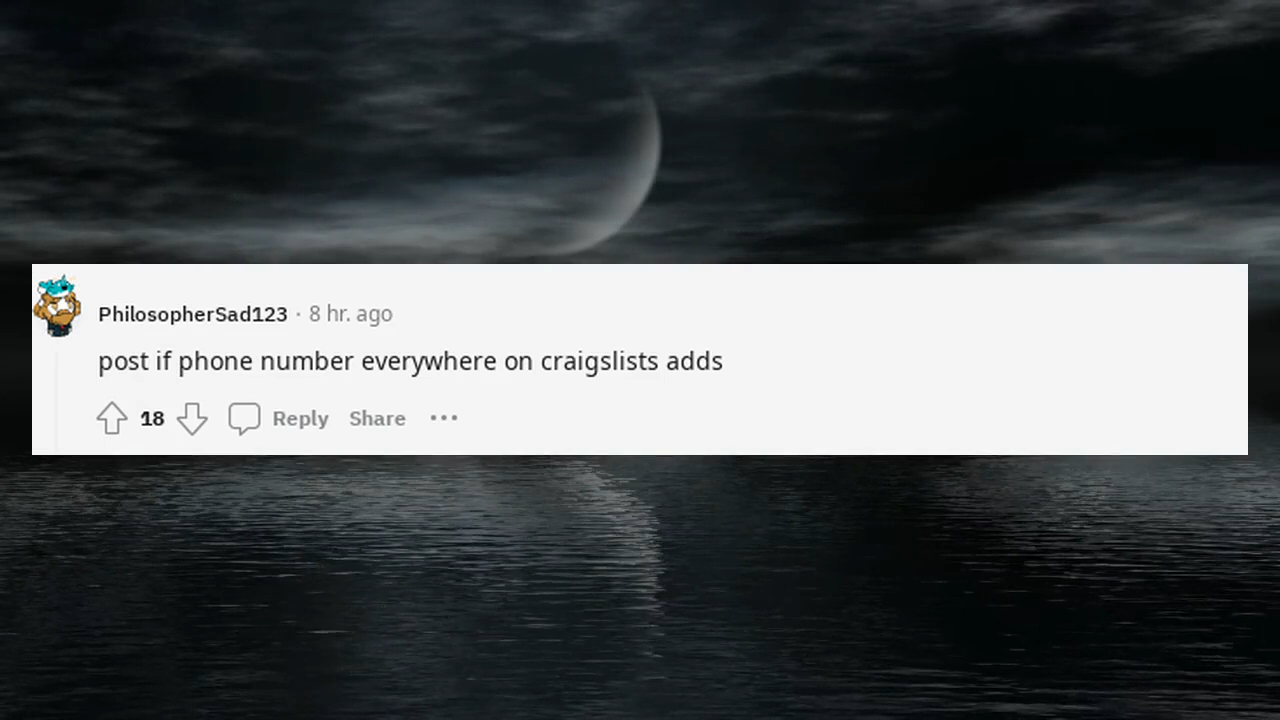 PhilosopherSad123 · 8 hr. ago
post if phone number everywhere on craigslists adds
18 Reply Share ···